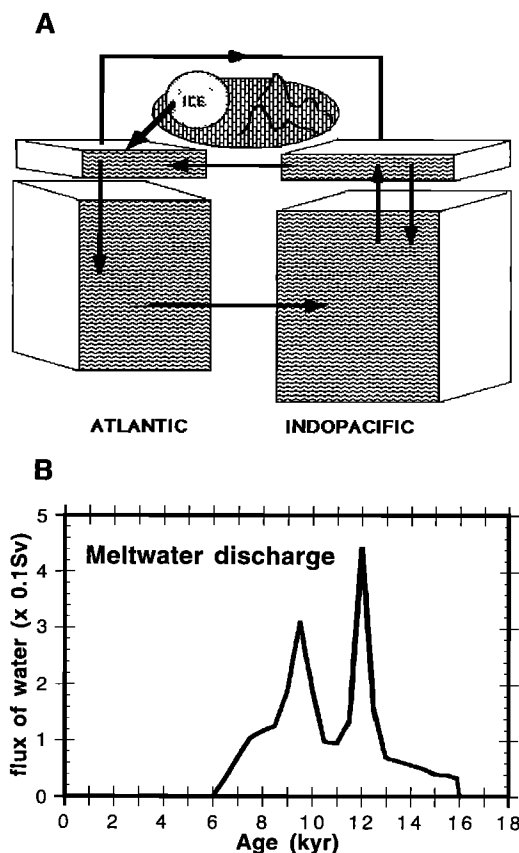 A
ICE
ATLANTIC INDOPACIFIC
B
Meltwater discharge
flux of water (x 0.1Sv)
5
4
3
2
1
0
0 2 4 6 8 10 12 14 16 18
Age (kyr)